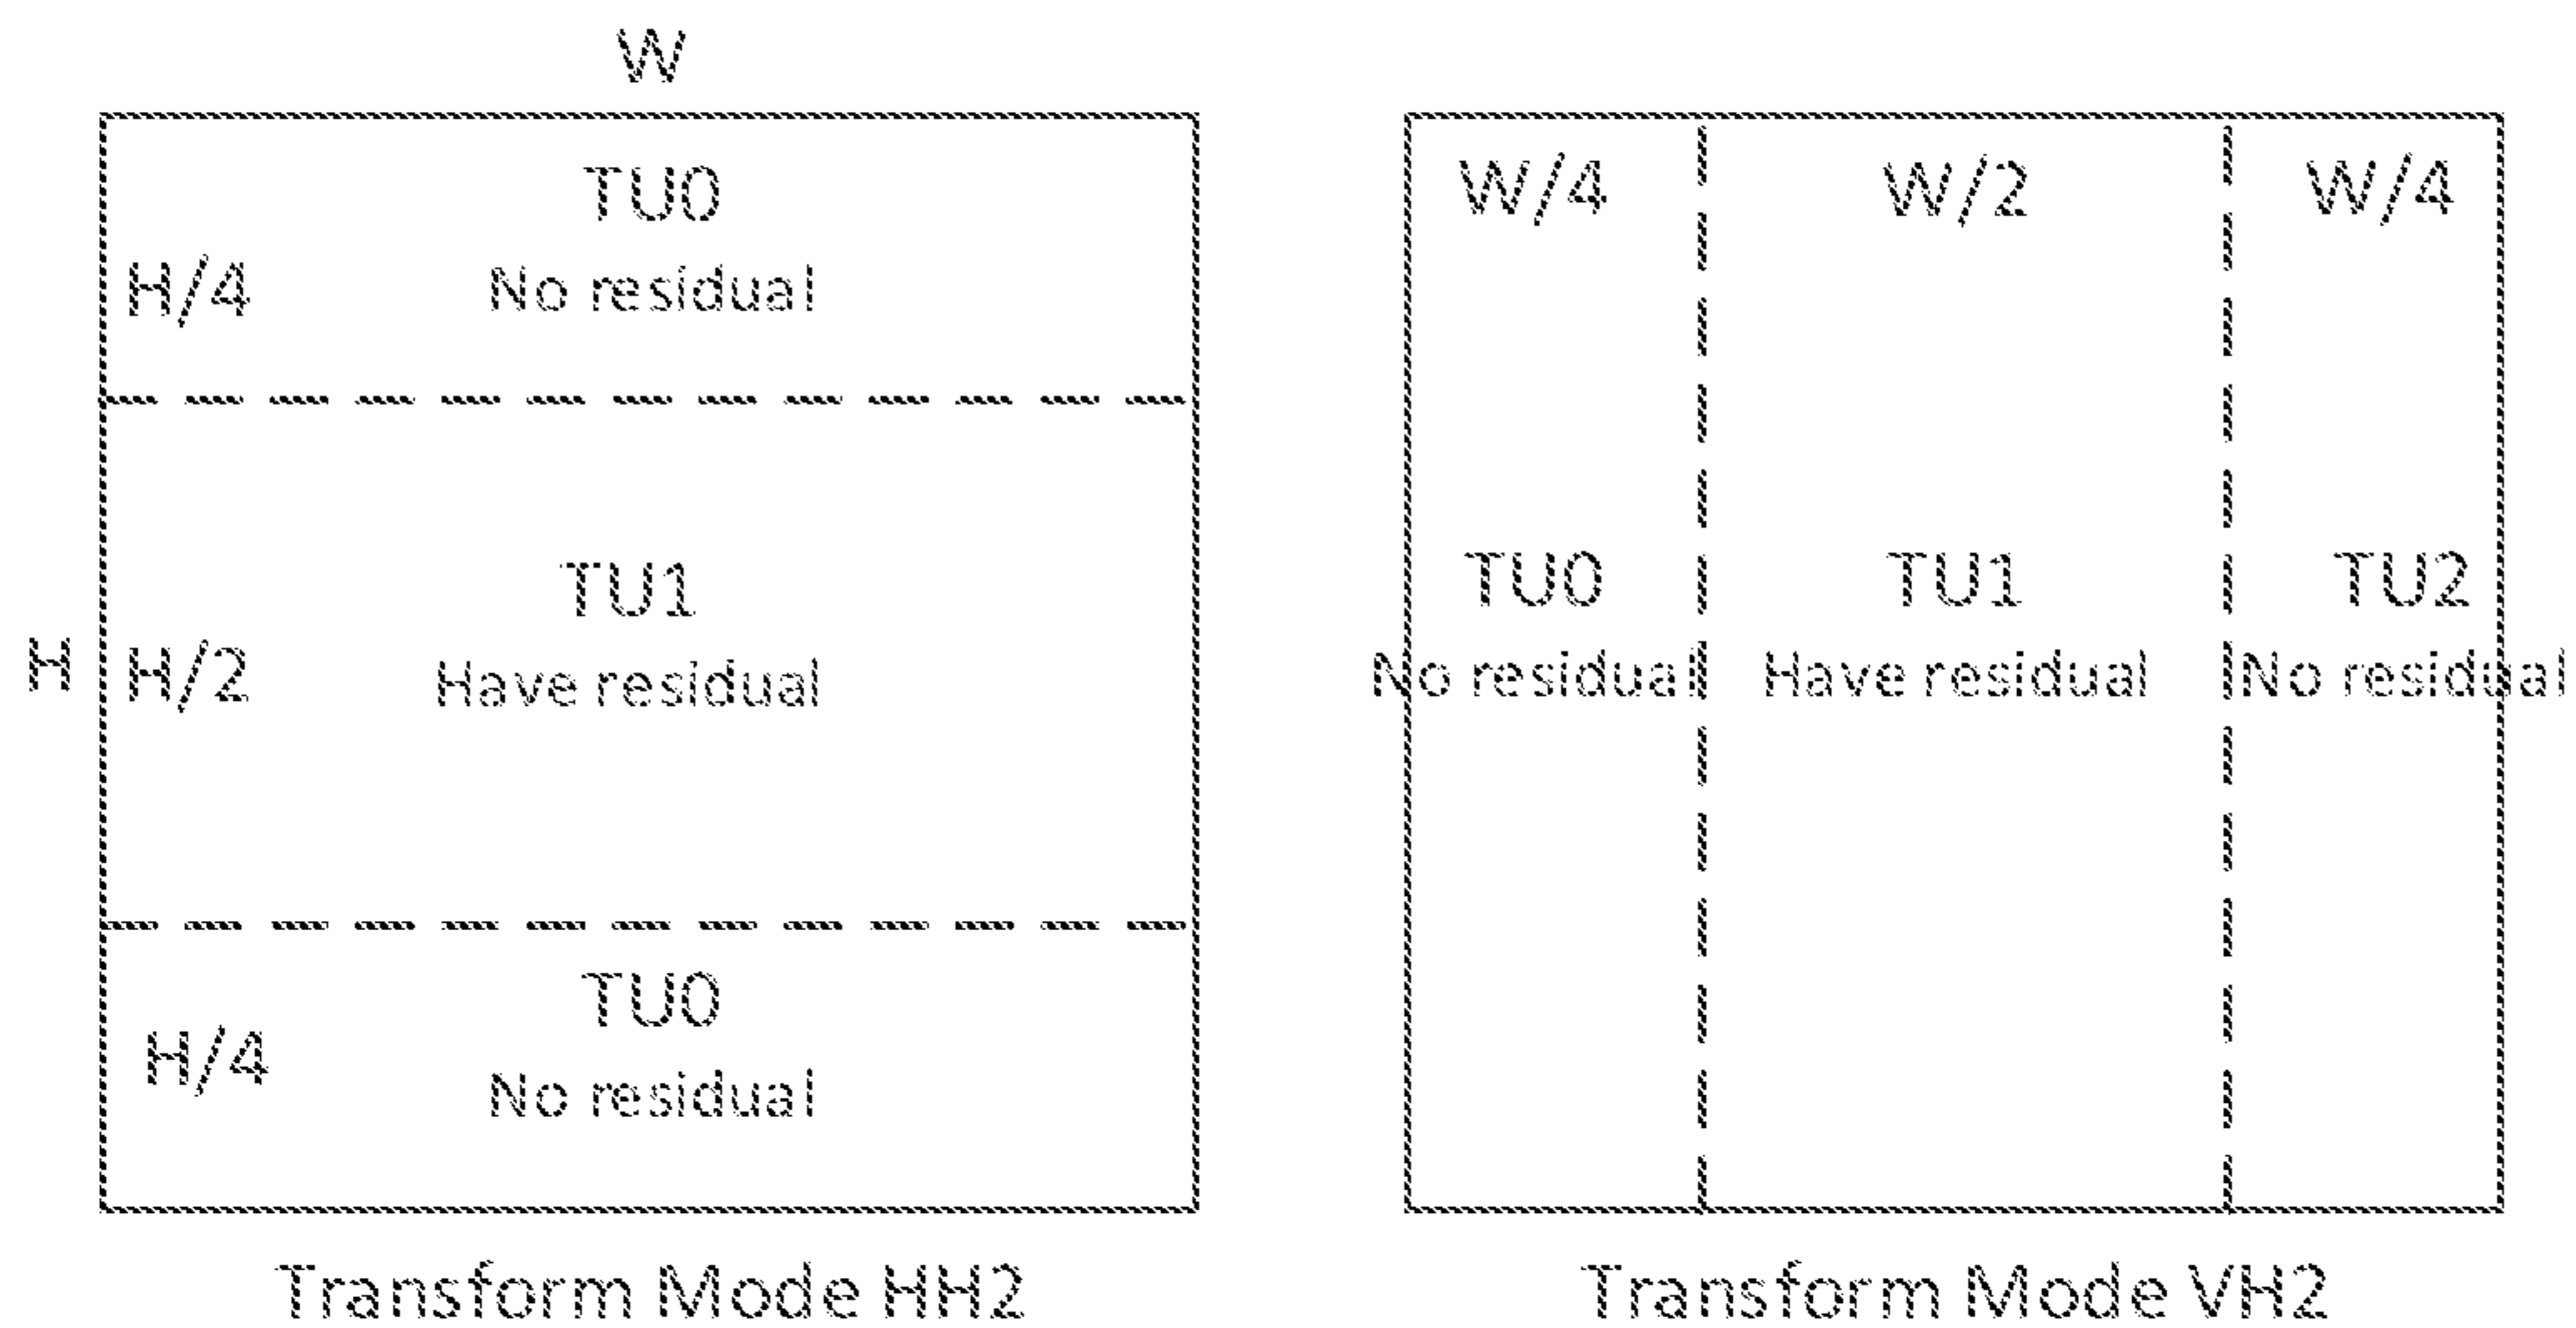 W
TU0
H/4
No residual
TU1
H
H/2
Have residual
TU0
H/4
No residual
Transform Mode HH2
W/4
W/2
W/4
TU0
TU1
TU2
No residual
Have residual
No residual
Transform Mode VH2